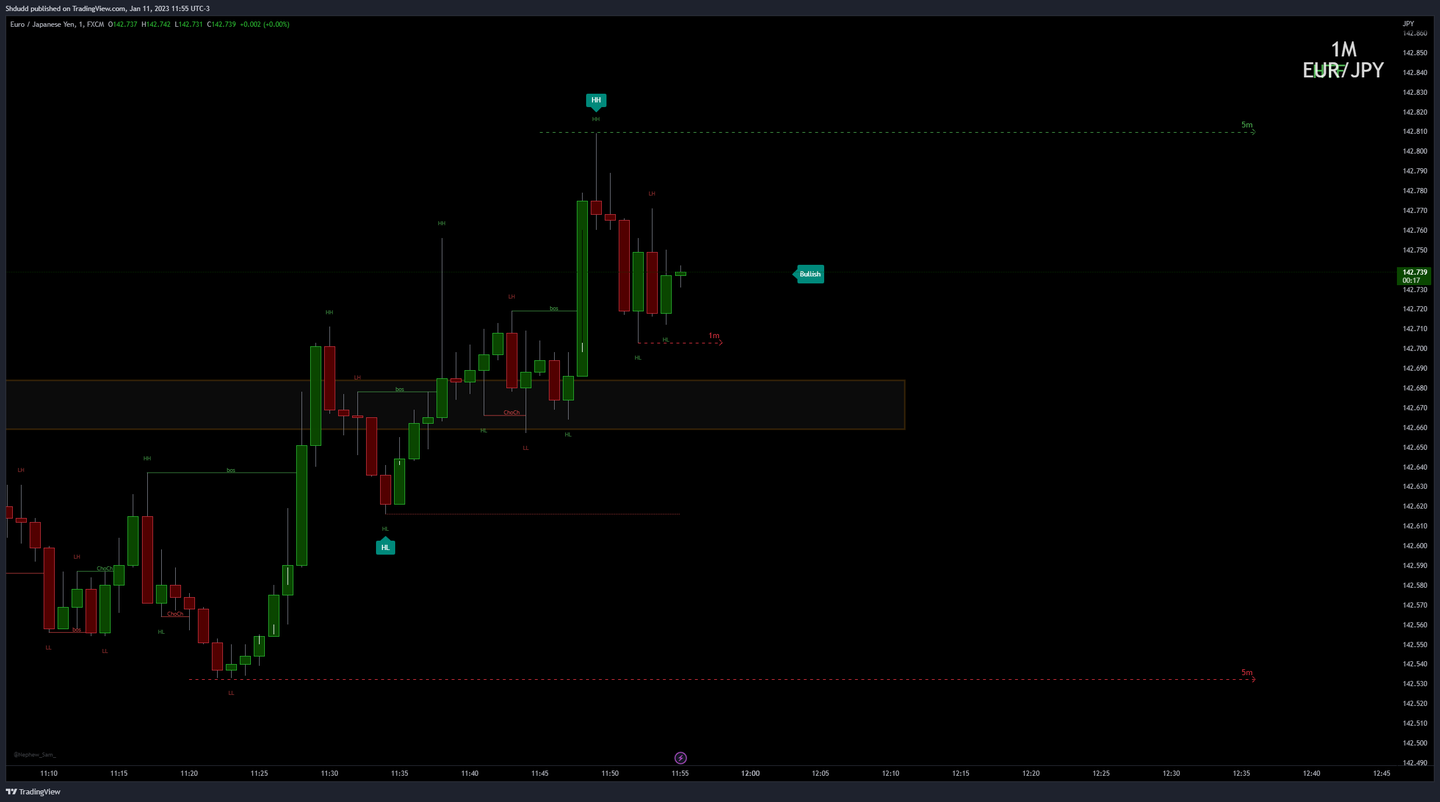 Shdudd published on TradingView.com, Jan 11, 2023 11:55 UTC-3
Euro / Japanese Yen, 1, FXCM O142.737 H142.742 L142.731 C142.739 +0.002 (+0.005)
JPY
142.860
142.850
1M
142.840
EUR/JPY
142.830
HH
142.820
HH
5m
142.810
142.800
142.790
LH
142.780
142.770
HH
142.760
142.750
Bullish
142.739
00:17
142.730
LH
142.720
HH
bos
142.710
1m
HL
142.700
HL
142.690
LH
bos
142.680
ChoCh
142.670
HL
HL
142.660
LL
142.650
HH
142.640
LH
bos
142.630
142.620
142.610
HL
HL
142.600
LH
142.590
ChoCh
142.580
142.570
ChoCh
142.560
bos
HL
142.550
LL
LL
142.540
5m
142.530
LL
142.520
142.510
@Nephew_Sam_
142.500
142.490
11:10 11:15 11:20 11:25 11:30 11:35 11:40 11:45 11:50 11:55 12:00 12:05 12:10 12:15 12:20 12:25 12:30 12:35 12:40 12:45
TradingView